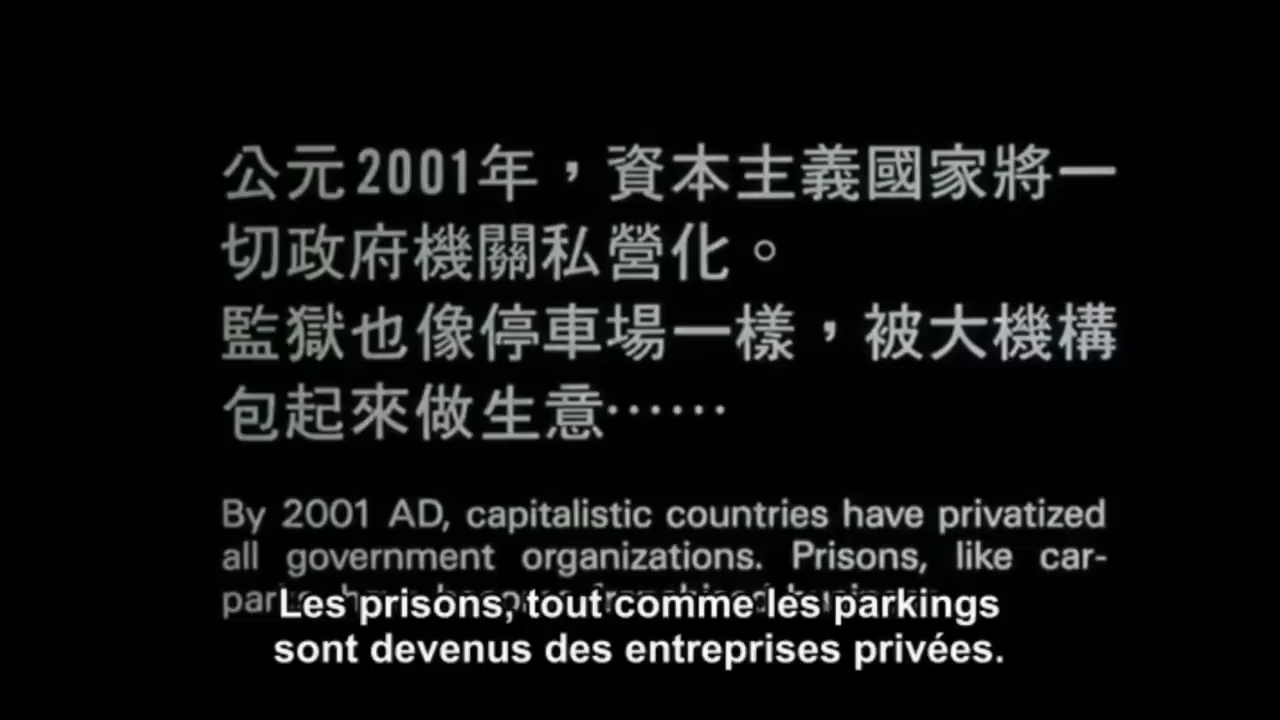 公元2001年，資本主義國家將一
切政府機關私營化。
監獄也像停車場一樣，被大機構
包起來做生意……
By 2001 AD, capitalistic countries have privatized
all government organizations. Prisons, like car-
Les prisons, tout comme les parkings
sont devenus des entreprises privées.